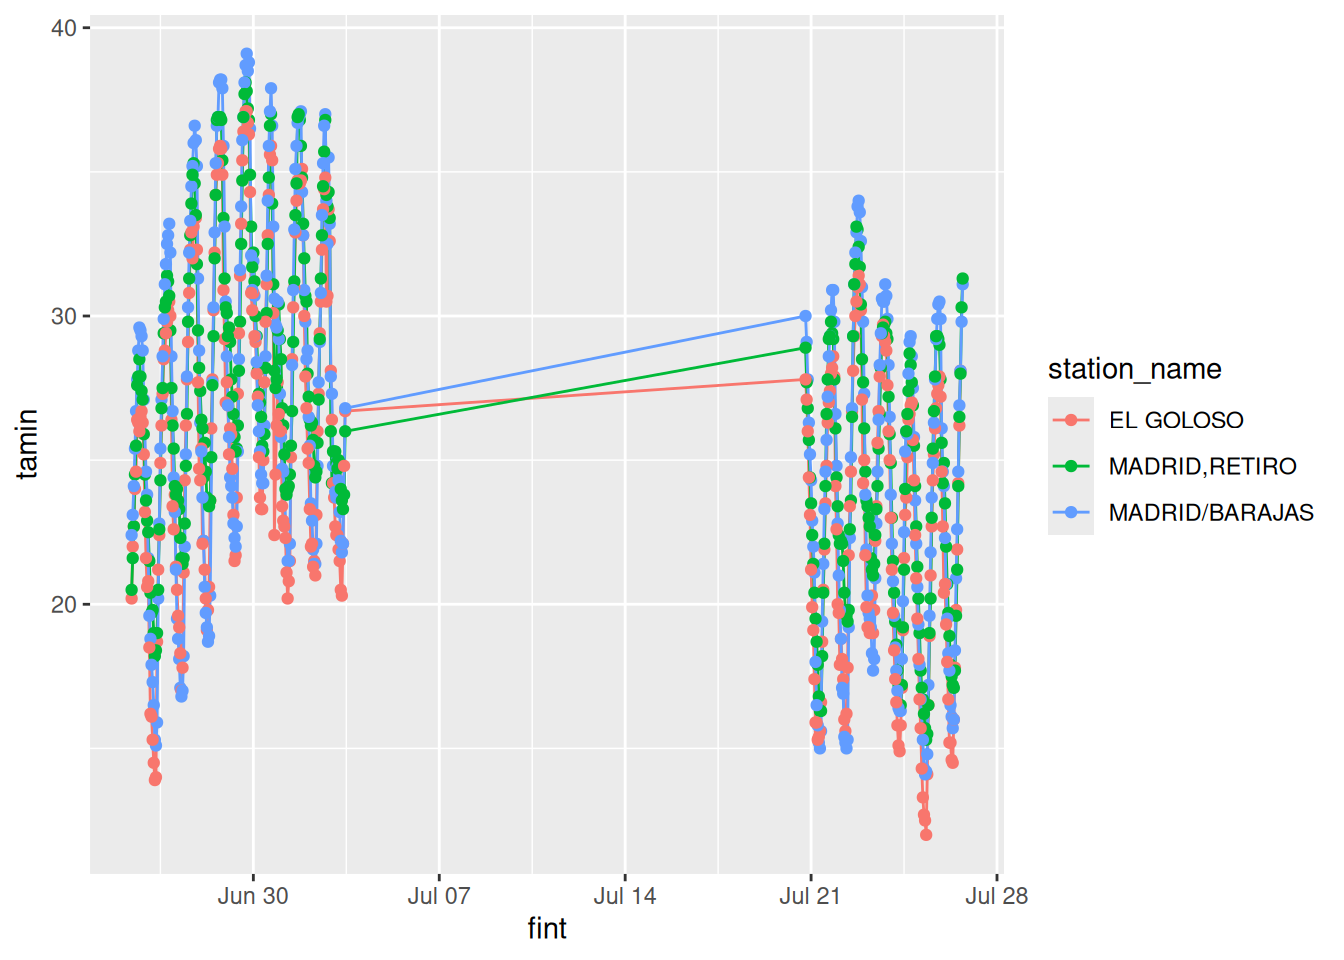 40
30
20
tamin
Jun 30
Jul 07
Jul 14
Jul 21
Jul 28
fint
station_name
EL GOLOSO
MADRID,RETIRO
MADRID/BARAJAS